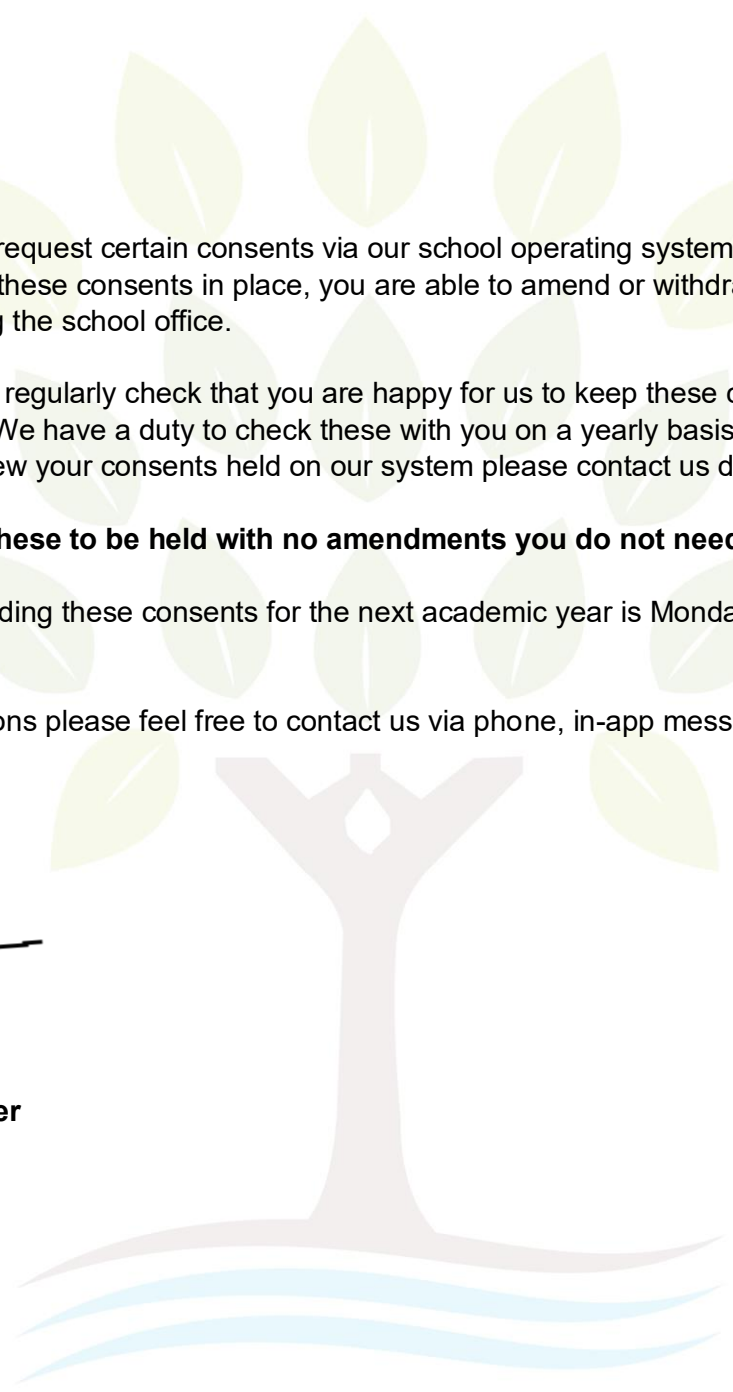 request certain consents via our school operating system
these consents in place, you are able to amend or withdra
g the school office.
regularly check that you are happy for us to keep these c
We have a duty to check these with you on a yearly basis
ew your consents held on our system please contact us d
hese to be held with no amendments you do not need
ding these consents for the next academic year is Monda
ons please feel free to contact us via phone, in-app mess
er